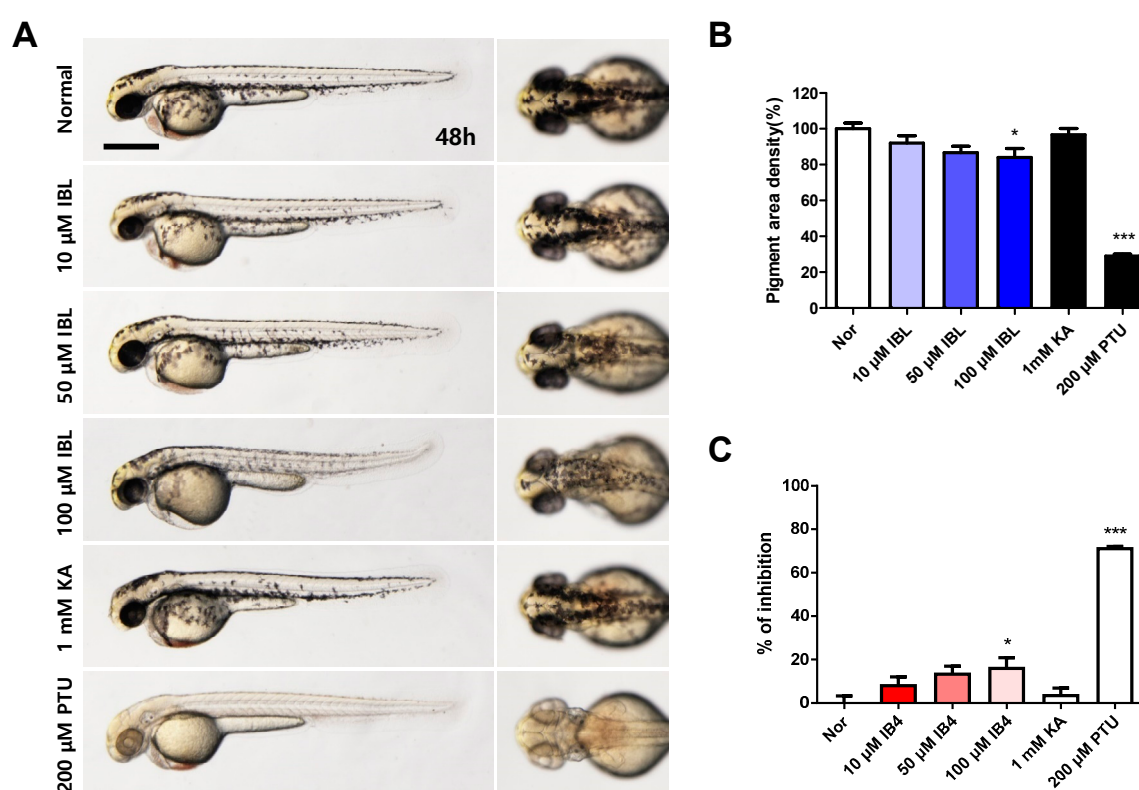 A
Normal
48h
10 µM IBL
50 µM IBL
100 µM IBL
1 mM KA
200 µM PTU
B
Pigment area density(%)
120
100
80
60
40
20
0
*
***
Nor
10 µM IBL
50 µM IBL
100 µM IBL
1mM KA
200 µM PTU
C
% of inhibition
100
80
60
40
20
0
*
***
Nor
10 µM IB4
50 µM IB4
100 µM IB4
1 mM KA
200 µM PTU